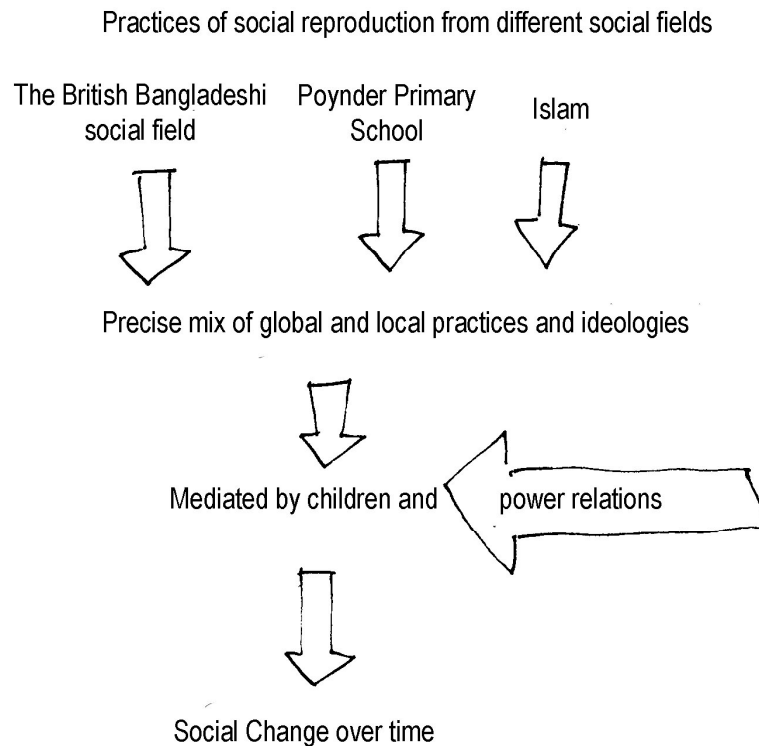 Practices of social reproduction from different social fields
The British Bangladeshi
social field
Poynder Primary
School
Islam
Precise mix of global and local practices and ideologies
Mediated by children and power relations
Social Change over time